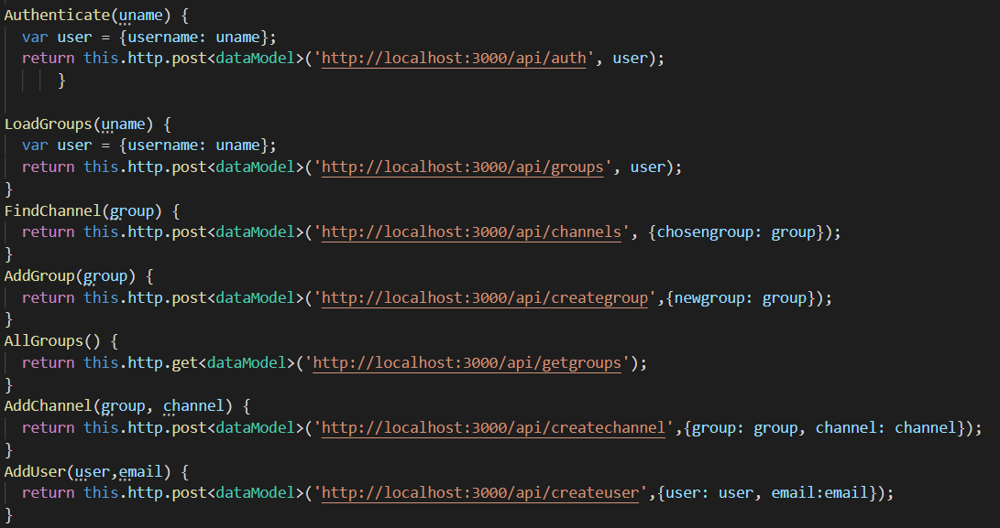 Authenticate(uname) {
var user = {username: uname};
return this.http.post<dataModel>('http://localhost:3000/api/auth', user);
}
LoadGroups(uname) {
var user = {username: uname};
return this.http.post<dataModel>('http://localhost:3000/api/groups', user);
}
FindChannel(group) {
return this.http.post<dataModel>('http://localhost:3000/api/channels', {chosengroup: group});
}
AddGroup(group) {
return this.http.post<dataModel>('http://localhost:3000/api/creategroup',{newgroup: group});
}
AllGroups() {
return this.http.get<dataModel>('http://localhost:3000/api/getgroups');
}
AddChannel(group, channel) {
return this.http.post<dataModel>('http://localhost:3000/api/createchannel',{group: group, channel: channel});
}
AddUser(user,email) {
return this.http.post<dataModel>('http://localhost:3000/api/createuser',{user: user, email:email});
}